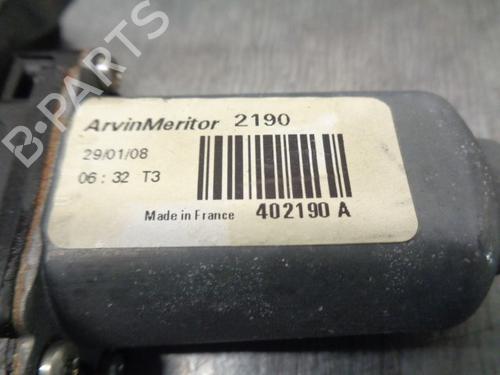 ArvinMeritor 2190
29/01/08
06:32 T3
Made in France 402190 A
B-PARTS